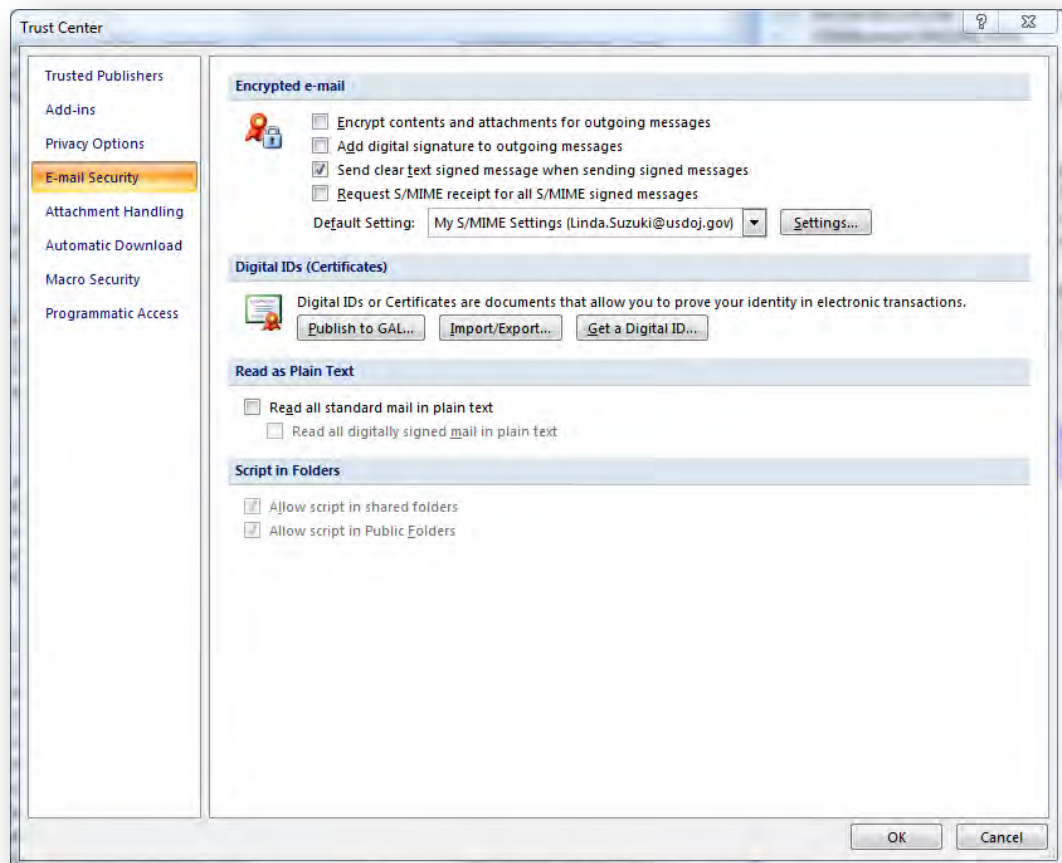 Trust Center
Trusted Publishers
Add-ins
Privacy Options
E-mail Security
Attachment Handling
Automatic Download
Macro Security
Programmatic Access
Encrypted e-mail
Encrypt contents and attachments for outgoing messages
Add digital signature to outgoing messages
Send clear text signed message when sending signed messages
Request S/MIME receipt for all S/MIME signed messages
Default Setting: My S/MIME Settings (Linda.Suzuki@usdoj.gov) Settings...
Digital IDs (Certificates)
Digital IDs or Certificates are documents that allow you to prove your identity in electronic transactions.
Publish to GAL... Import/Export... Get a Digital ID...
Read as Plain Text
Read all standard mail in plain text
Read all digitally signed mail in plain text
Script in Folders
Allow script in shared folders
Allow script in Public Folders
OK Cancel